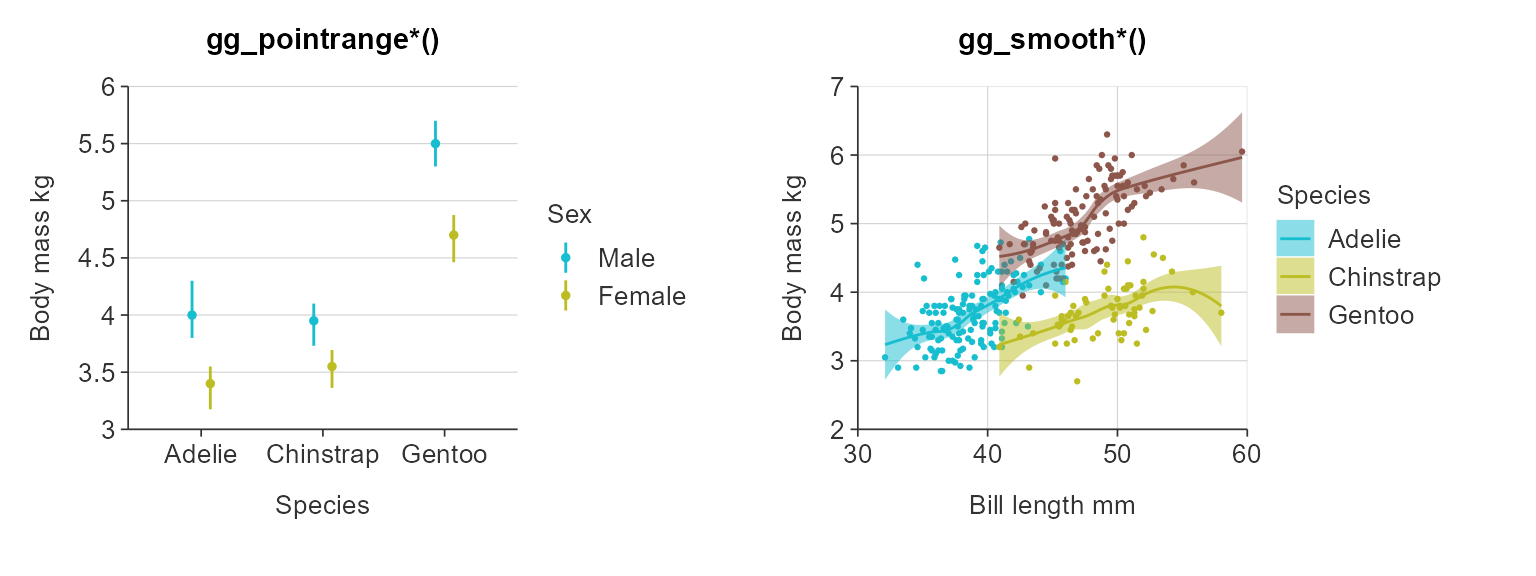 gg_pointrange*()
Body mass kg
6
5.5
5
4.5
4
3.5
3
Adelie Chinstrap Gentoo
Species
Sex
Male
Female
gg_smooth*()
Body mass kg
7
6
5
4
3
2
30 40 50 60
Bill length mm
Species
Adelie
Chinstrap
Gentoo